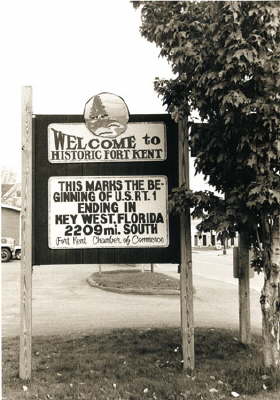 WELCOME TO
HISTORIC FORT KENT
THIS MARKS THE BE-
GINNING OF U.S. RT. 1
ENDING IN
KEY WEST, FLORIDA
2209 mi. SOUTH
Fort Kent Chamber of Commerce